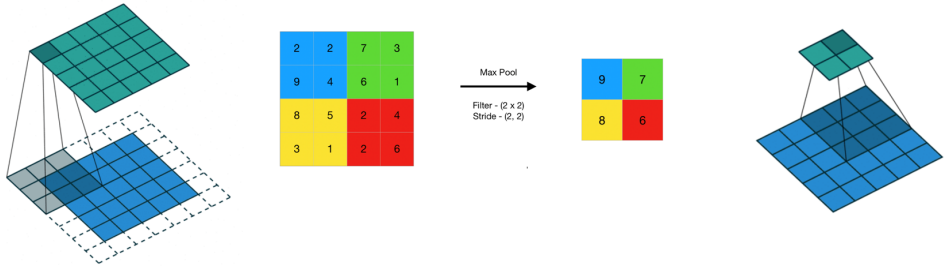 2 2 7 3
9 4 6 1
8 5 2 4
3 1 2 6
Max Pool
Filter - (2 x 2)
Stride - (2, 2)
9 7
8 6